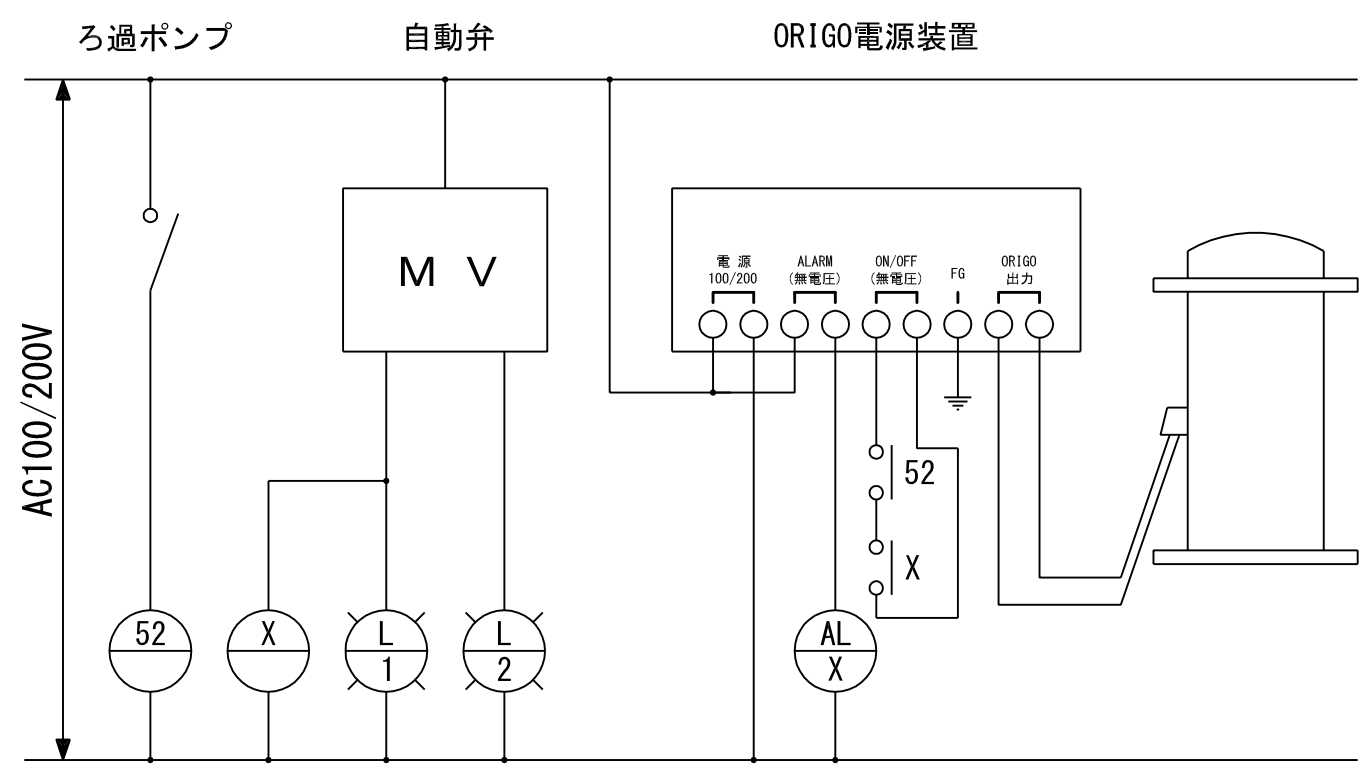 ろ過ポンプ
自動弁
ORIGO電源装置
AC100/200V
M V
電源
100/200
ALARM
(無電圧)
ON/OFF
(無電圧)
FG
ORIGO
出力
52
X
52
X
L
1
L
2
AL
X